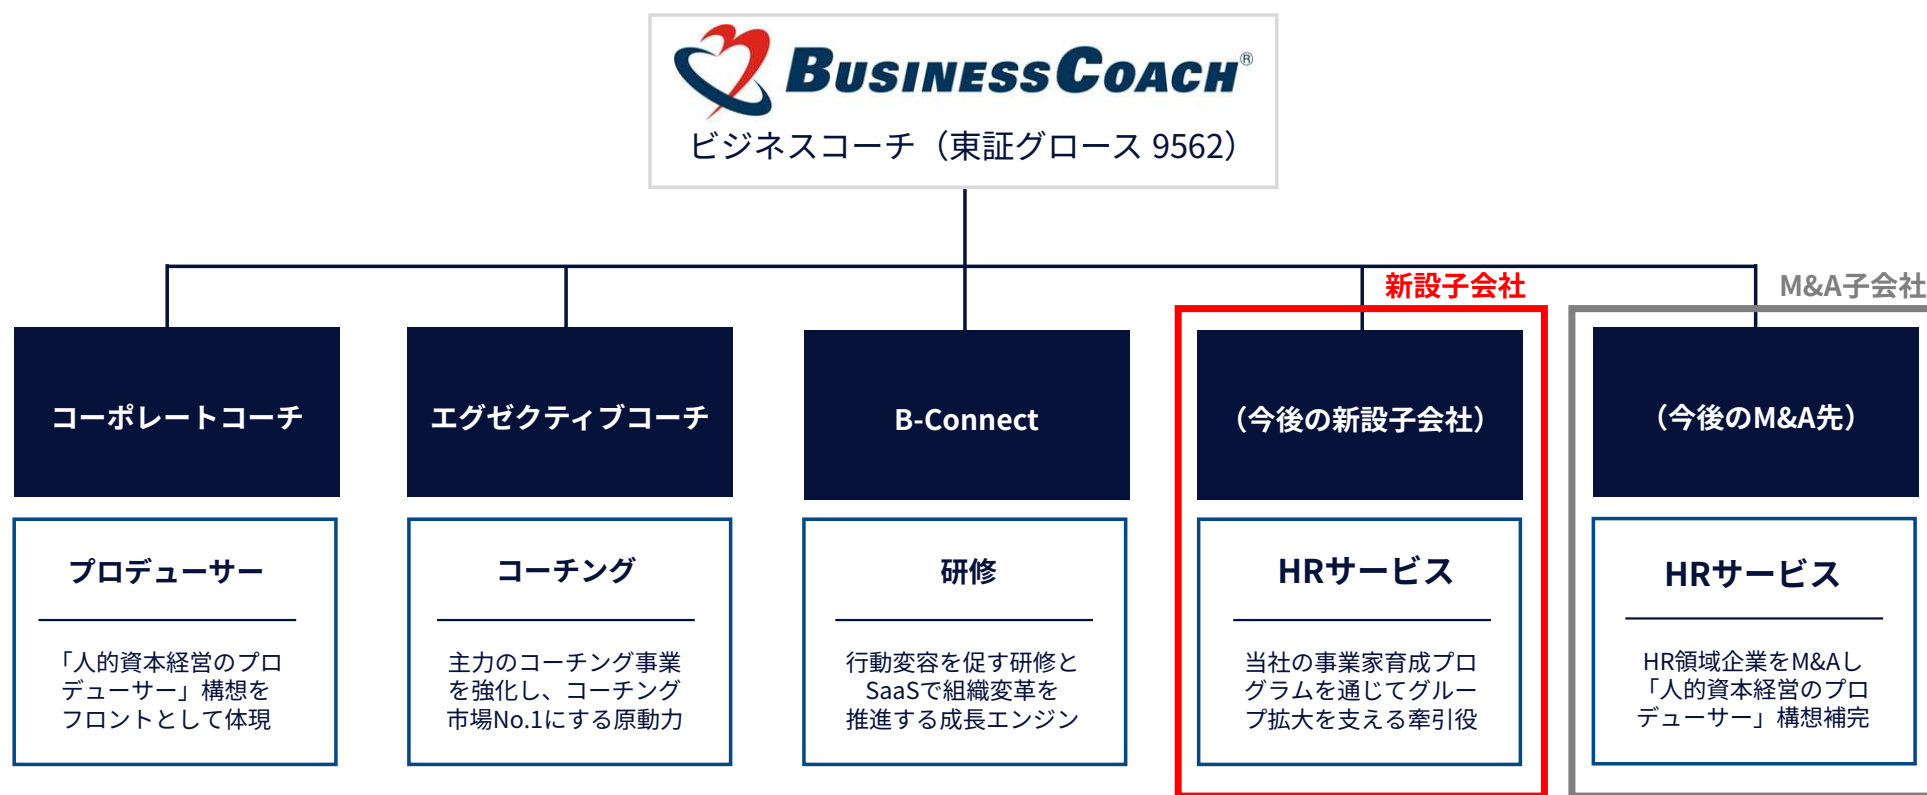 BUSINESSCOACH®
ビジネスコーチ（東証グロース 9562）
新設子会社
M&A子会社
コーポレートコーチ
エグゼクティブコーチ
B-Connect
（今後の新設子会社）
（今後のM&A先）
プロデューサー
「人的資本経営のプロ
デューサー」構想を
フロントとして体現
コーチング
主力のコーチング事業
を強化し、コーチング
市場No.1にする原動力
研修
行動変容を促す研修と
SaaSで組織変革を
推進する成長エンジン
HRサービス
当社の事業家育成プロ
グラムを通じてグルー
プ拡大を支える牽引役
HRサービス
HR領域企業をM&Aし
「人的資本経営のプロ
デューサー」構想補完